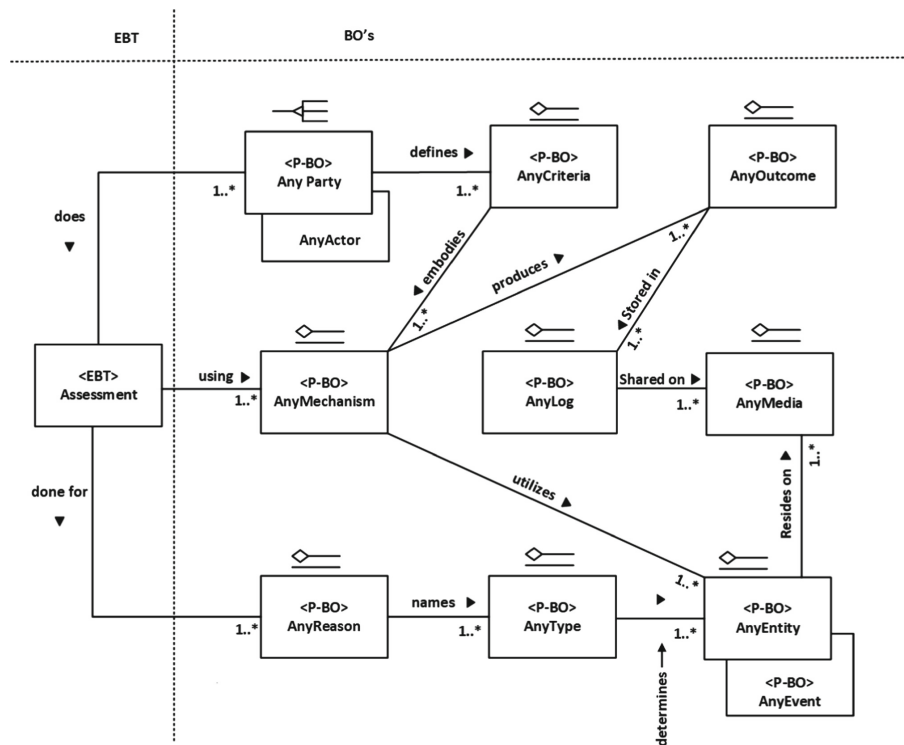 EBT
BO's
defines
<P-BO>
Any Party
1..*
1..*
<P-BO>
AnyCriteria
<P-BO>
AnyOutcome
1..*
AnyActor
does
embodies
1..*
produces
Stored in
1..*
<EBT>
Assessment
using
1..*
<P-BO>
AnyMechanism
<P-BO>
AnyLog
Shared on
1..*
<P-BO>
AnyMedia
1..*
done for
utilizes
Resides on
1..*
1..*
<P-BO>
AnyReason
names
1..*
<P-BO>
AnyType
1..*
<P-BO>
AnyEntity
determines
<P-BO>
AnyEvent